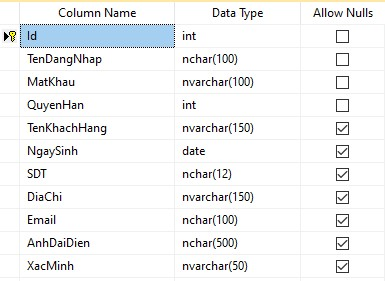 Column Name Data Type Allow Nulls
Id int
TenDangNhap nchar(100)
MatKhau nvarchar(100)
QuyenHan int
TenKhachHang nvarchar(150)
NgaySinh date
SDT nchar(12)
DiaChi nvarchar(150)
Email nchar(100)
AnhDaiDien nchar(500)
XacMinh nvarchar(50)